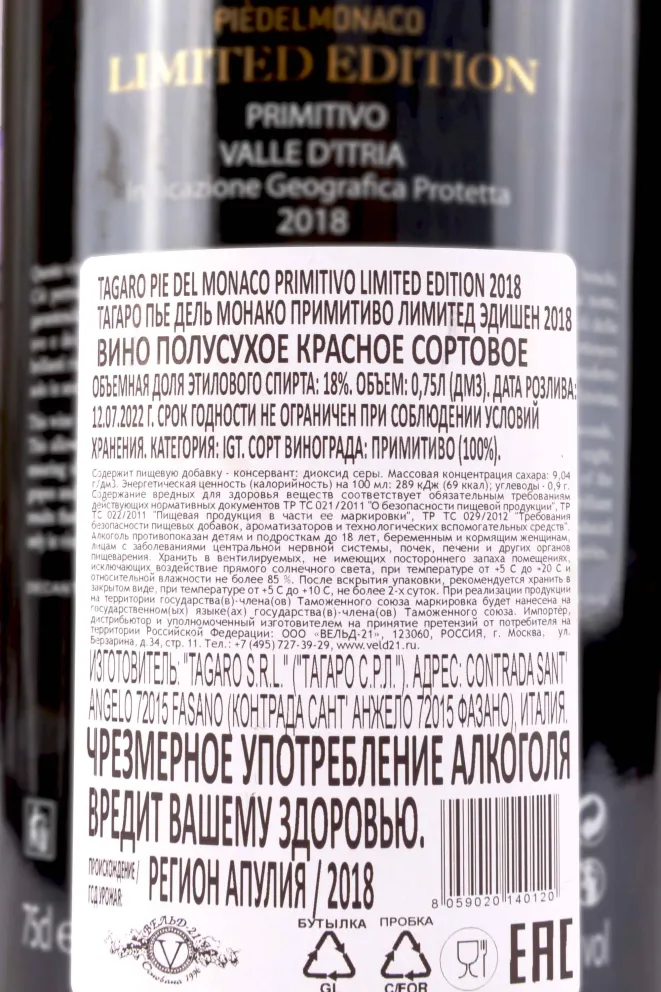 PIÈDELMONACO
LIMITED EDITION
PRIMITIVO
VALLE D'ITRIA
Indicazione Geografica Protetta
2018
TAGARO PIE DEL MONACO PRIMITIVO LIMITED EDITION 2018
ТАГАРО ПЬЕ ДЕЛЬ МОНАКО ПРИМИТИВО ЛИМИТЕД ЭДИШЕН 2018
ВИНО ПОЛУСУХОЕ КРАСНОЕ СОРТОВОЕ
ОБЪЕМНАЯ ДОЛЯ ЭТИЛОВОГО СПИРТА: 18%. ОБЪЕМ: 0,75Л (ДМ3). ДАТА РОЗЛИВА:
12.07.2022 Г. СРОК ГОДНОСТИ НЕ ОГРАНИЧЕН ПРИ СОБЛЮДЕНИИ УСЛОВИЙ
ХРАНЕНИЯ. КАТЕГОРИЯ: IGT. СОРТ ВИНОГРАДА: ПРИМИТИВО (100%).
Содержит пищевую добавку - консервант: диоксид серы. Массовая концентрация сахара: 9,04
г/дм3. Энергетическая ценность (калорийность) на 100 мл: 289 кДж (69 ккал); углеводы - 0,9 г.
Содержание вредных для здоровья веществ соответствует обязательным требованиям
действующих нормативных документов ТР ТС 021/2011 "О безопасности пищевой продукции", ТР
ТС 022/2011 "Пищевая продукция в части ее маркировки", ТР ТС 029/2012 "Требования
безопасности пищевых добавок, ароматизаторов и технологических вспомогательных средств".
Алкоголь противопоказан детям и подросткам до 18 лет, беременным и кормящим женщинам,
лицам с заболеваниями центральной нервной системы, почек, печени и других органов
пищеварения. Хранить в вентилируемых, не имеющих постороннего запаха помещениях,
исключающих воздействие прямого солнечного света, при температуре от +5 С до +20 С и
относительной влажности не более 85 %. После вскрытия упаковки, рекомендуется хранить в
закрытом виде, при температуре от +5 С до +10 С, не более 2-х суток. При реализации продукции
на территории государства(в)-члена(ов) Таможенного союза маркировка будет нанесена на
государственном(ых) языке(ах) государства(в)-члена(ов) Таможенного союза. Импортер,
дистрибьютор и уполномоченный изготовителем на принятие претензий от потребителя на
территории Российской Федерации: ООО «ВЕЛЬД-21», 123060, РОССИЯ, г. Москва, ул.
Берзарина, д.34, стр. 11. Тел.: +7 (495) 727-39-29, www.veld21.ru.
ИЗГОТОВИТЕЛЬ: "TAGARO S.R.L." ("ТАГАРО С.Р.Л."). АДРЕС: CONTRADA SANT'
ANGELO 72015 FASANO (КОНТРАДА САНТ' АНЖЕЛО 72015 ФАЗАНО), ИТАЛИЯ.
ЧРЕЗМЕРНОЕ УПОТРЕБЛЕНИЕ АЛКОГОЛЯ
ВРЕДИТ ВАШЕМУ ЗДОРОВЬЮ.
ПРОИСХОЖДЕНИЕ /
ГОД УРОЖАЯ:
РЕГИОН АПУЛИЯ / 2018
8 059020 140120
ВЕЛЬД-21
V
Основана 1996
БУТЫЛКА
ПРОБКА
GL
C/FOR
EAC
75cl e
vol